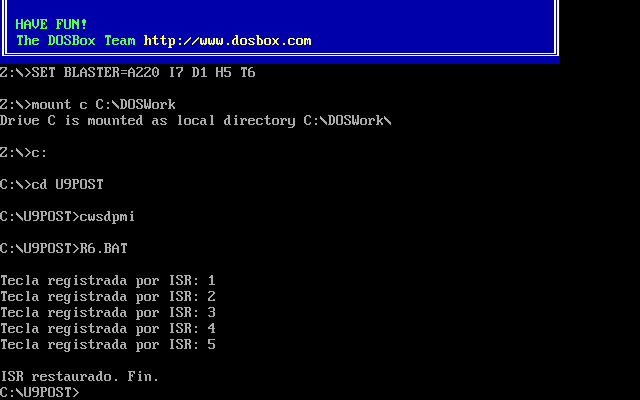 HAVE FUN!
The DOSBox Team http://www.dosbox.com
Z:\>SET BLASTER=A220 I7 D1 H5 T6
Z:\>mount c C:\DOSWork
Drive C is mounted as local directory C:\DOSWork\
Z:\>c:
C:\>cd U9POST
C:\U9POST>cwsdpmi
C:\U9POST>R6.BAT
Tecla registrada por ISR: 1
Tecla registrada por ISR: 2
Tecla registrada por ISR: 3
Tecla registrada por ISR: 4
Tecla registrada por ISR: 5
ISR restaurado. Fin.
C:\U9POST>